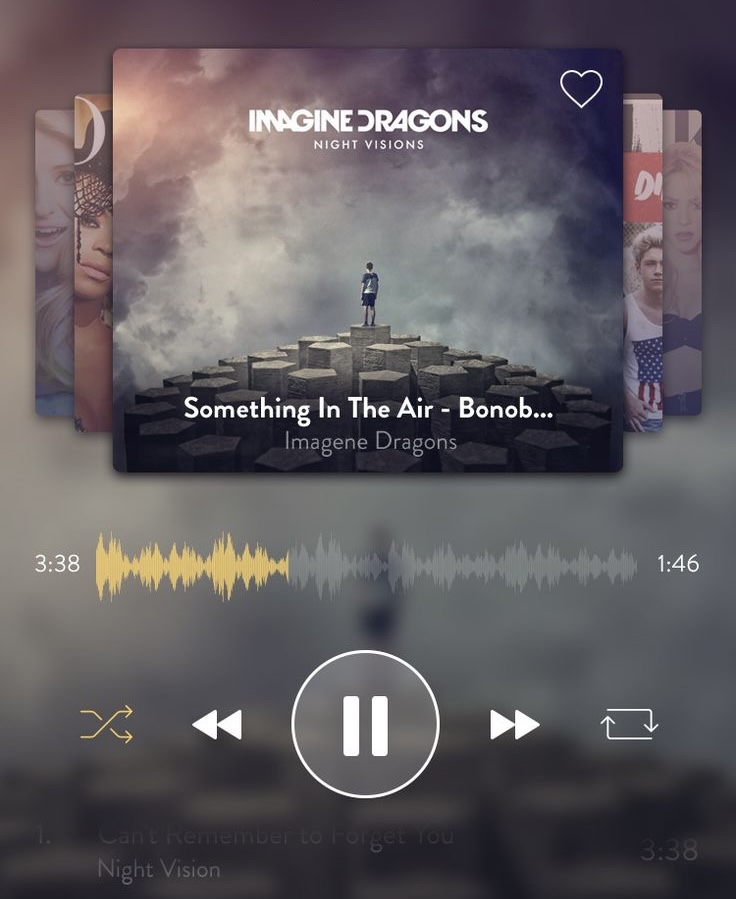 IMAGINE DRAGONS
NIGHT VISIONS
Something In The Air - Bonob...
Imagene Dragons
3:38
1:46
1. Can't Remember to Forget You 3:38
Night Vision